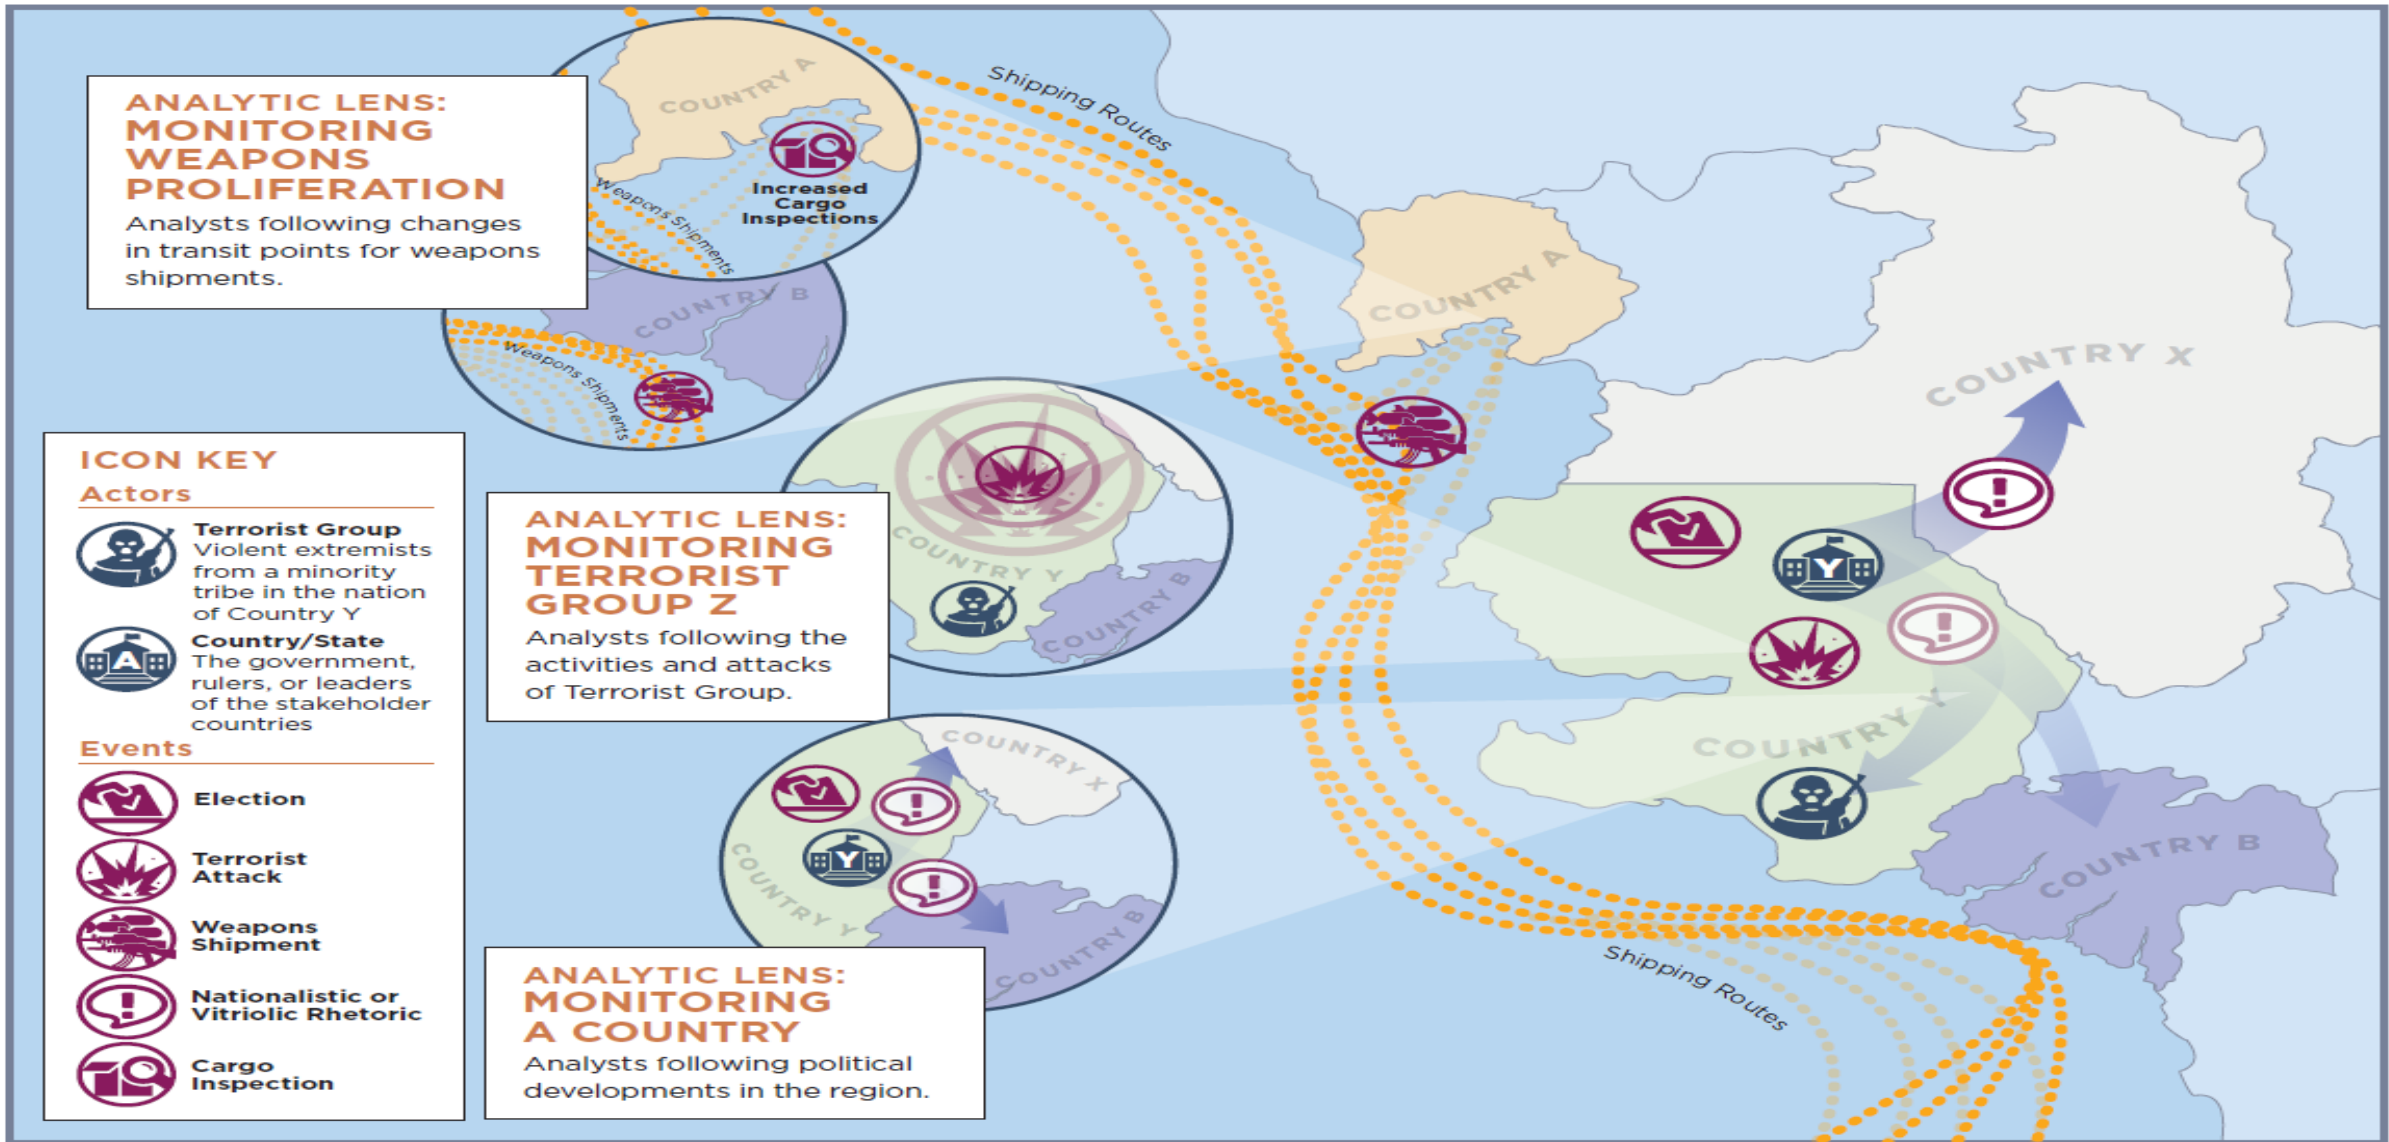 ANALYTIC LENS:
MONITORING
WEAPONS
PROLIFERATION
Analysts following changes
in transit points for weapons
shipments.
COUNTRY A
Increased
Cargo
Inspections
Weapons Shipments
COUNTRY B
Weapons Shipments
Shipping Routes
COUNTRY A
COUNTRY X
ICON KEY
Actors
Terrorist Group
Violent extremists
from a minority
tribe in the nation
of Country Y
A
Country/State
The government,
rulers, or leaders
of the stakeholder
countries
Events
Election
Terrorist
Attack
Weapons
Shipment
Nationalistic or
Vitriolic Rhetoric
Cargo
Inspection
ANALYTIC LENS:
MONITORING
TERRORIST
GROUP Z
Analysts following the
activities and attacks
of Terrorist Group.
COUNTRY Y
COUNTRY B
Y
COUNTRY Y
COUNTRY B
COUNTRY X
Y
COUNTRY Y
COUNTRY B
ANALYTIC LENS:
MONITORING
A COUNTRY
Analysts following political
developments in the region.
Shipping Routes